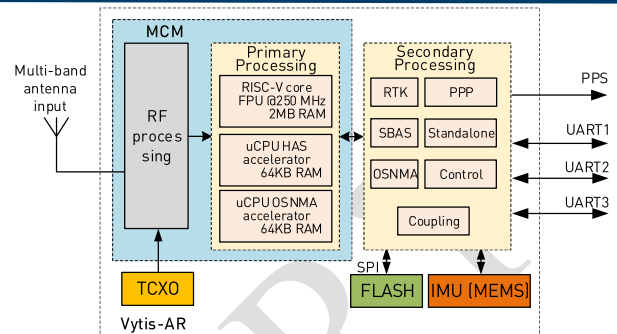 MCM
Multi-band
antenna
input
RF
proces
sing
Primary
Processing
RISC-V core
FPU @250 MHz
2MB RAM
uCPU HAS
accelerator
64KB RAM
uCPU OSNMA
accelerator
64KB RAM
Secondary
Processing
RTK
PPP
SBAS
Standalone
OSNMA
Control
Coupling
PPS
UART1
UART2
UART3
SPI
TCXO
FLASH
IMU (MEMS)
Vytis-AR